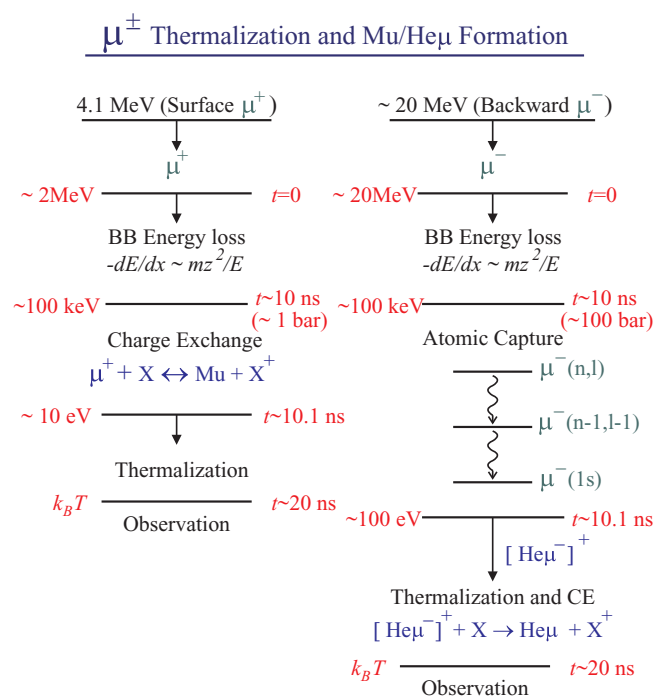 μ± Thermalization and Mu/Heμ Formation
4.1 MeV (Surface μ⁺)
μ⁺
~ 2MeV t=0
BB Energy loss
-dE/dx ~ mz²/E
~100 keV t~10 ns
(~ 1 bar)
Charge Exchange
μ⁺ + X ↔ Mu + X⁺
~ 10 eV t~10.1 ns
Thermalization
k_BT t~20 ns
Observation
~ 20 MeV (Backward μ⁻)
μ⁻
~ 20MeV t=0
BB Energy loss
-dE/dx ~ mz²/E
~100 keV t~10 ns
(~100 bar)
Atomic Capture
μ⁻(n,l)
μ⁻(n-1,l-1)
μ⁻(1s)
~100 eV t~10.1 ns
[ Heμ⁻]⁺
Thermalization and CE
[ Heμ⁻]⁺ + X → Heμ + X⁺
k_BT t~20 ns
Observation